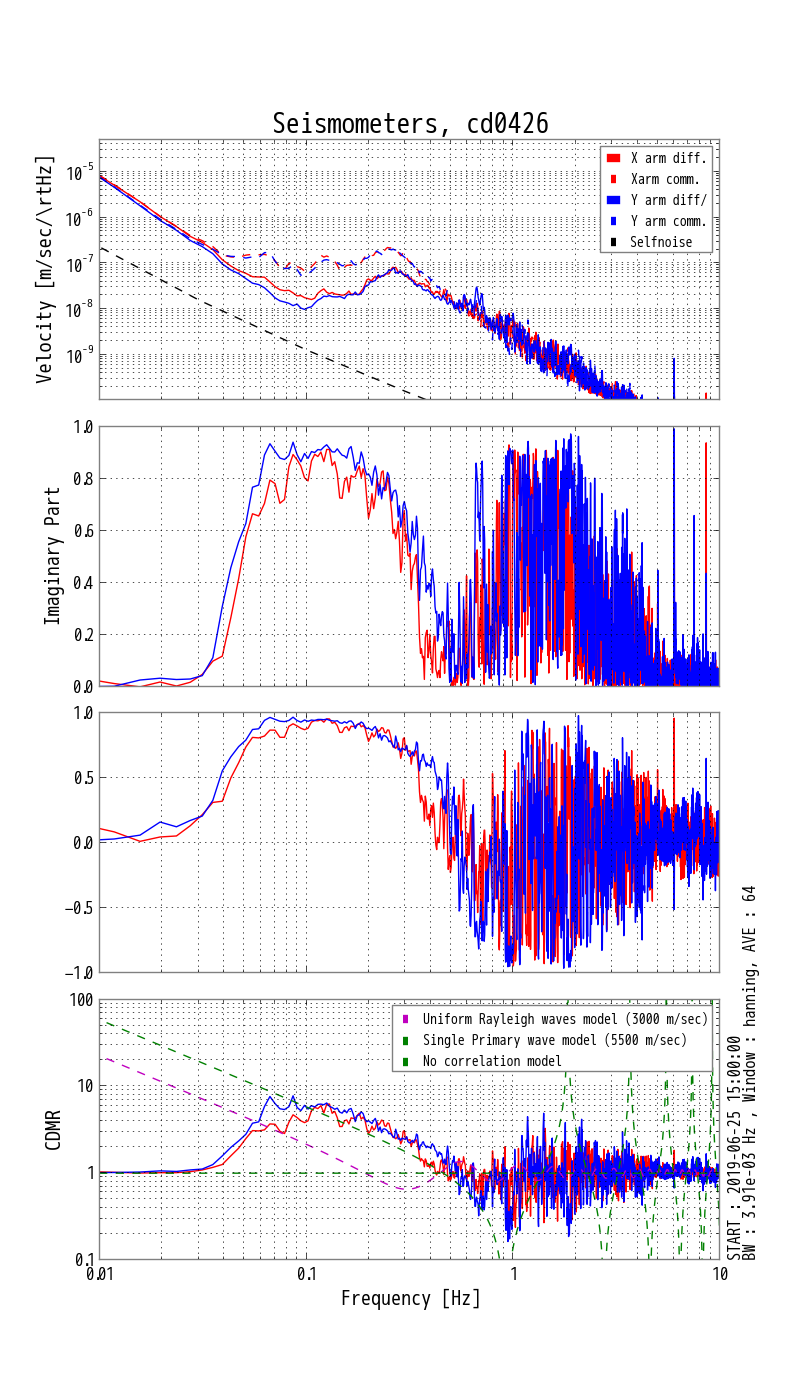 Seismometers, cd0426
Velocity [m/sec/\rtHz]
10^-5
10^-6
10^-7
10^-8
10^-9
X arm diff.
Xarm comm.
Y arm diff/
Y arm comm.
Selfnoise
Imaginary Part
1.0
0.8
0.6
0.4
0.2
0.0
1.0
0.5
0.0
−0.5
−1.0
CDMR
100
10
1
0.1
Uniform Rayleigh waves model (3000 m/sec)
Single Primary wave model (5500 m/sec)
No correlation model
0.01
0.1
1
10
Frequency [Hz]
START : 2019-06-25 15:00:00
BW : 3.91e-03 Hz , Window : hanning, AVE : 64